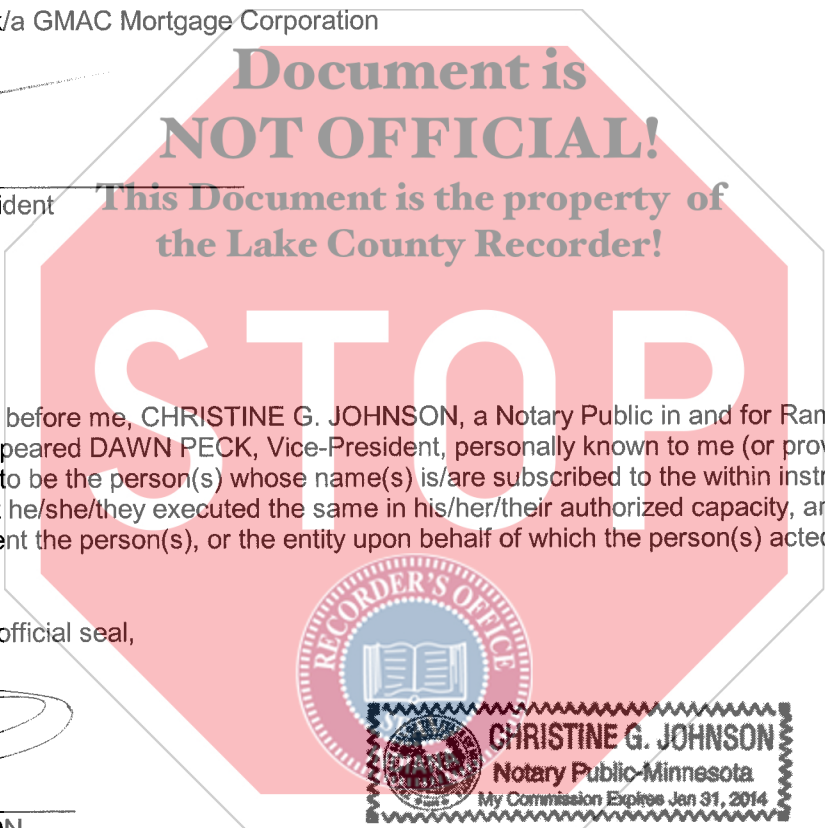 k/a GMAC Mortgage Corporation
Document is
NOT OFFICIAL!
ident
This Document is the property of
the Lake County Recorder!
STOP
before me, CHRISTINE G. JOHNSON, a Notary Public in and for Ram
peared DAWN PECK, Vice-President, personally known to me (or prov
to be the person(s) whose name(s) is/are subscribed to the within instr
t he/she/they executed the same in his/her/their authorized capacity, an
ent the person(s), or the entity upon behalf of which the person(s) acted
RECORDER'S OFFICE
official seal,
CHRISTINE G. JOHNSON
Notary Public-Minnesota
My Commission Expires Jan 31, 2014
ON